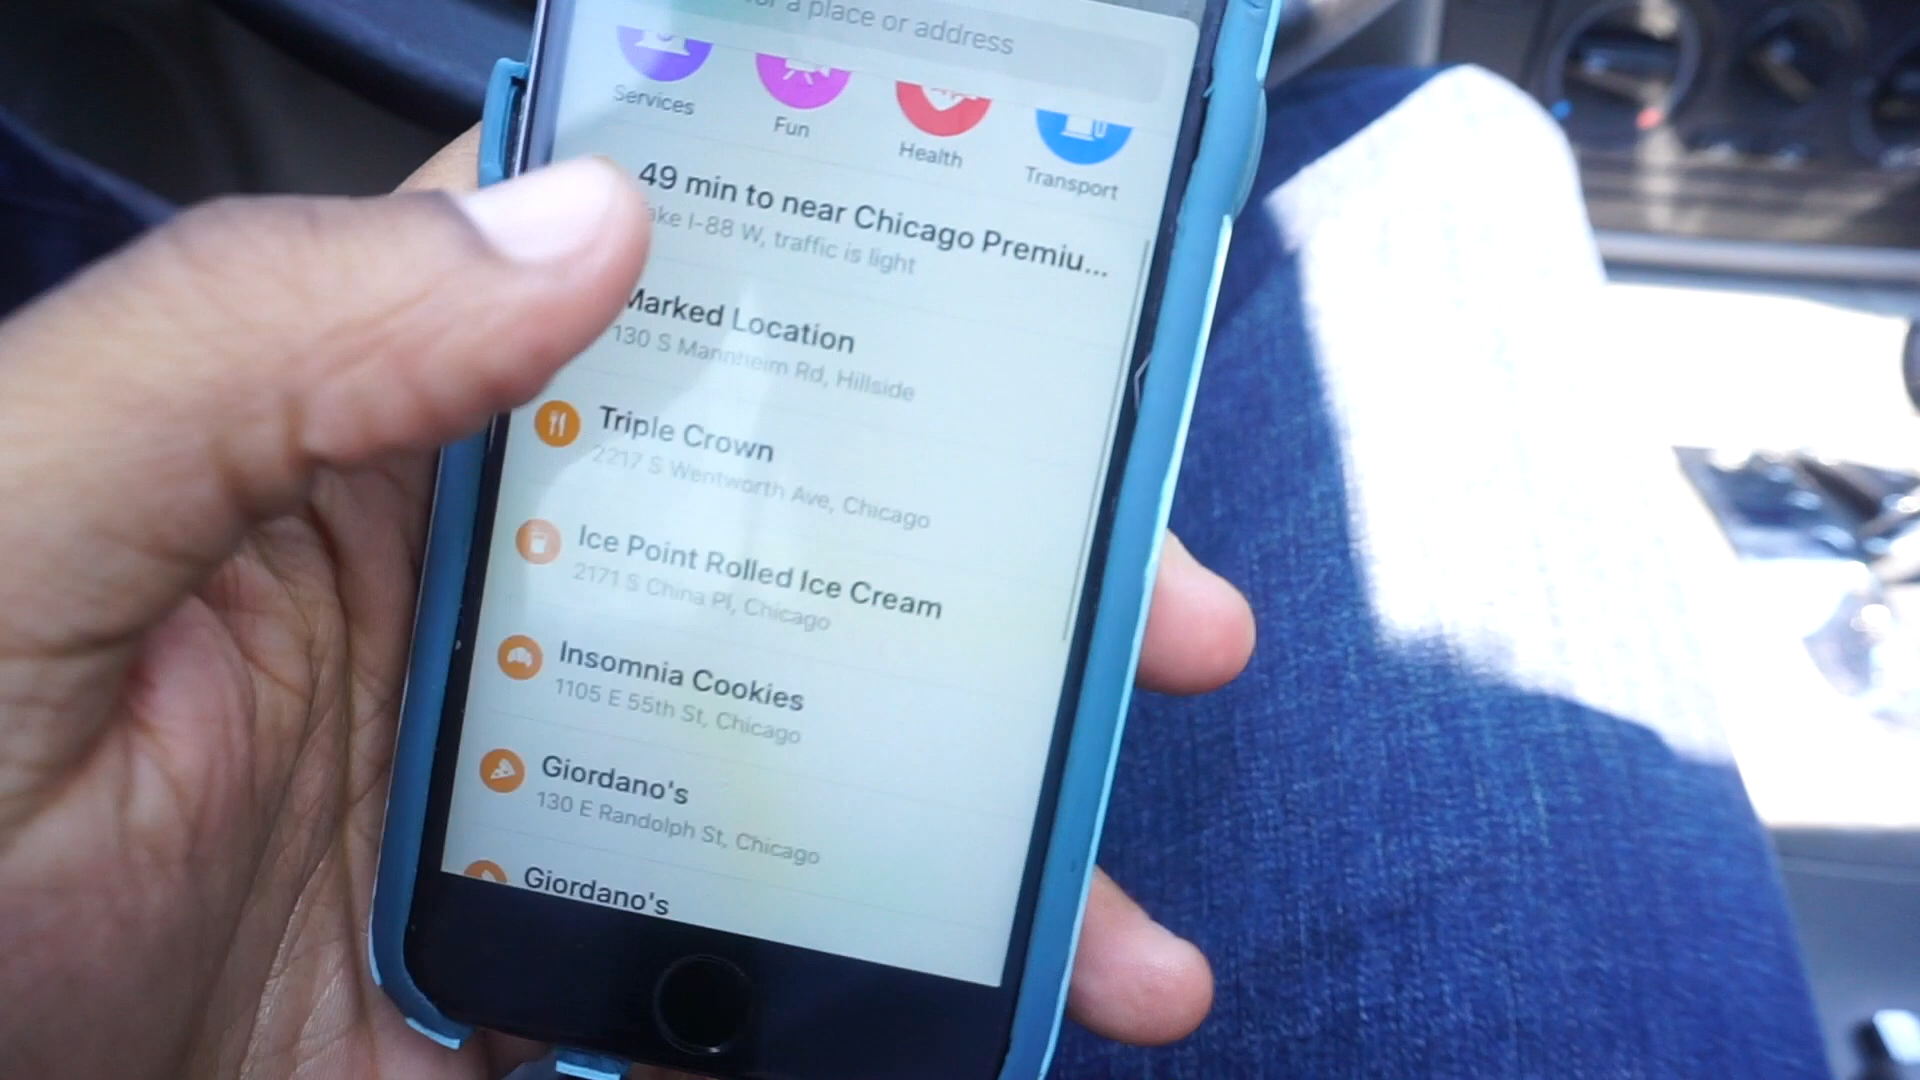 a place or address
Services
Fun
Health
Transport
49 min to near Chicago Premiu...
ake I-88 W, traffic is light
Marked Location
130 S Mannheim Rd, Hillside
Triple Crown
2217 S Wentworth Ave, Chicago
Ice Point Rolled Ice Cream
2171 S China Pl, Chicago
Insomnia Cookies
1105 E 55th St, Chicago
Giordano's
130 E Randolph St, Chicago
Giordano's